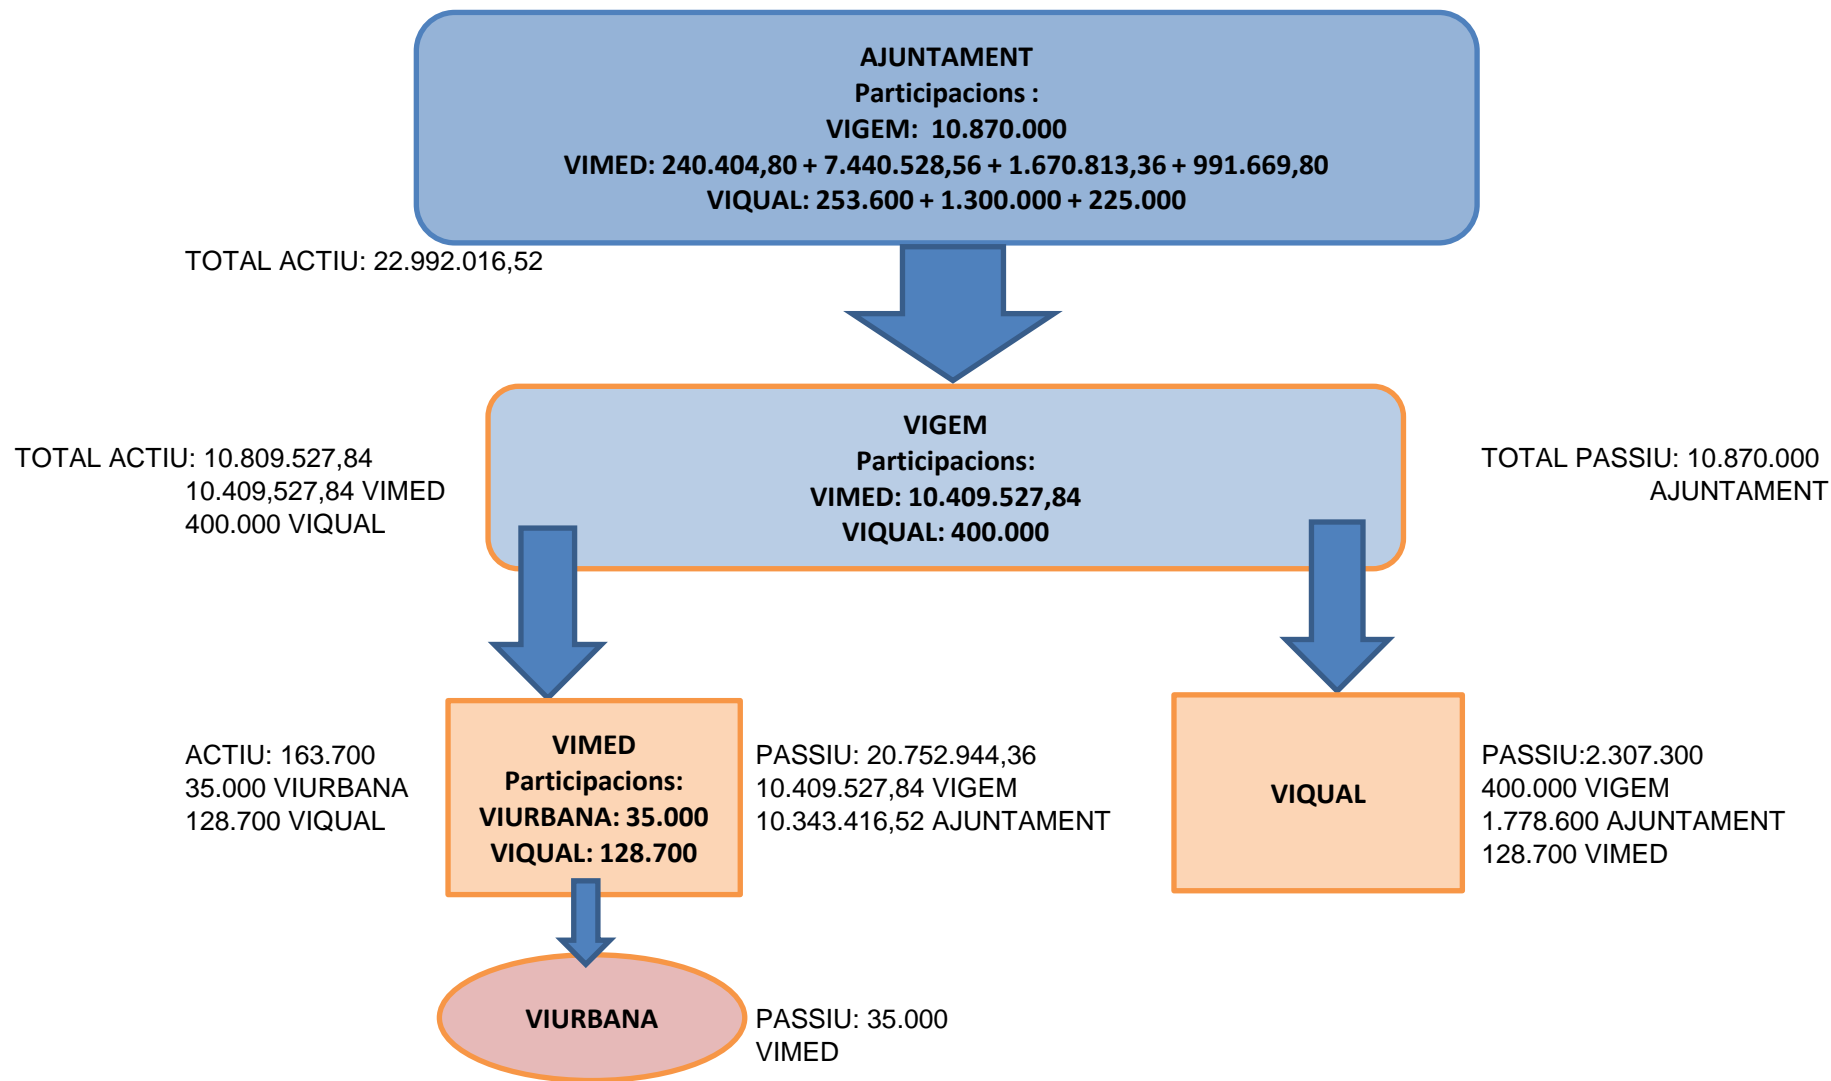 AJUNTAMENT
Participacions :
VIGEM:  10.870.000
VIMED: 240.404,80 + 7.440.528,56 + 1.670.813,36 + 991.669,80
VIQUAL: 253.600 + 1.300.000 + 225.000
TOTAL ACTIU: 22.992.016,52
VIGEM
Participacions:
VIMED: 10.409.527,84
VIQUAL: 400.000
TOTAL ACTIU: 10.809.527,84
10.409,527,84 VIMED
400.000 VIQUAL
TOTAL PASSIU: 10.870.000
AJUNTAMENT
ACTIU: 163.700
35.000 VIURBANA
128.700 VIQUAL
VIMED
Participacions:
VIURBANA: 35.000
VIQUAL: 128.700
PASSIU: 20.752.944,36
10.409.527,84 VIGEM
10.343.416,52 AJUNTAMENT
VIQUAL
PASSIU:2.307.300
400.000 VIGEM
1.778.600 AJUNTAMENT
128.700 VIMED
VIURBANA
PASSIU: 35.000
VIMED